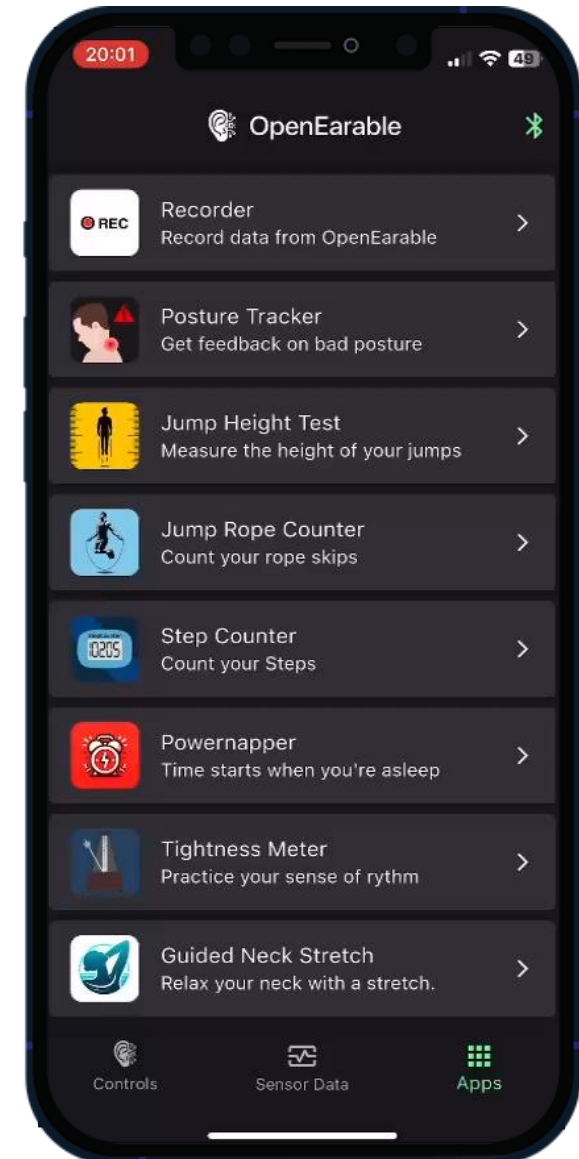 20:01
49
OpenEarable
REC
Recorder
Record data from OpenEarable
Posture Tracker
Get feedback on bad posture
Jump Height Test
Measure the height of your jumps
Jump Rope Counter
Count your rope skips
10205
Step Counter
Count your Steps
Powernapper
Time starts when you're asleep
Tightness Meter
Practice your sense of rythm
Guided Neck Stretch
Relax your neck with a stretch.
Controls
Sensor Data
Apps